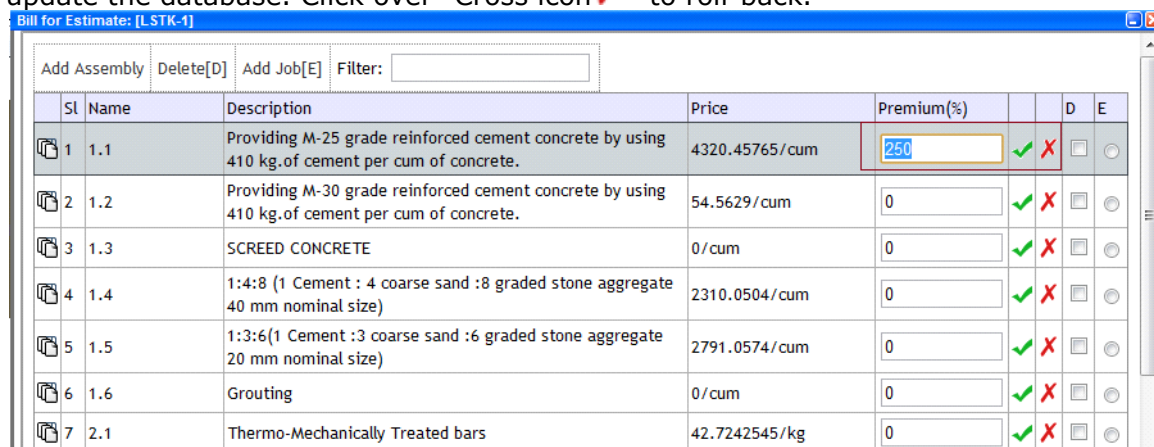 update the database. Click over "Cross icon ✗ " to roll back.
Bill for Estimate: [LSTK-1]
Add Assembly Delete[D] Add Job[E] Filter:
Sl Name Description Price Premium(%) D E
1 1.1 Providing M-25 grade reinforced cement concrete by using 4320.45765/cum 250
410 kg.of cement per cum of concrete.
2 1.2 Providing M-30 grade reinforced cement concrete by using 54.5629/cum 0
410 kg.of cement per cum of concrete.
3 1.3 SCREED CONCRETE 0/cum 0
4 1.4 1:4:8 (1 Cement : 4 coarse sand :8 graded stone aggregate 2310.0504/cum 0
40 mm nominal size)
5 1.5 1:3:6(1 Cement :3 coarse sand :6 graded stone aggregate 2791.0574/cum 0
20 mm nominal size)
6 1.6 Grouting 0/cum 0
7 2.1 Thermo-Mechanically Treated bars 42.7242545/kg 0